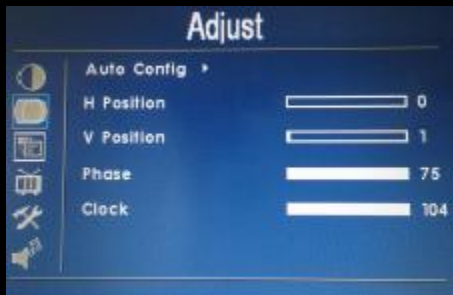 Adjust
Auto Config
H Position 0
V Position 1
Phase 75
Clock 104